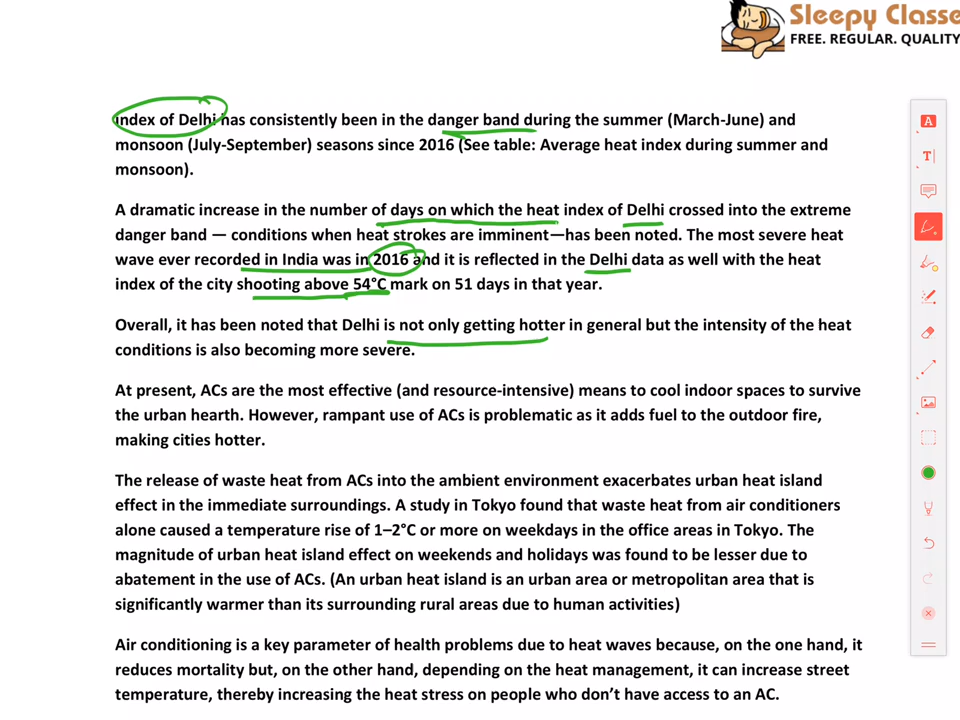 Sleepy Classe
FREE. REGULAR. QUALITY
index of Delhi has consistently been in the danger band during the summer (March-June) and
monsoon (July-September) seasons since 2016 (See table: Average heat index during summer and
monsoon).
A dramatic increase in the number of days on which the heat index of Delhi crossed into the extreme
danger band — conditions when heat strokes are imminent—has been noted. The most severe heat
wave ever recorded in India was in 2016 and it is reflected in the Delhi data as well with the heat
index of the city shooting above 54°C mark on 51 days in that year.
Overall, it has been noted that Delhi is not only getting hotter in general but the intensity of the heat
conditions is also becoming more severe.
At present, ACs are the most effective (and resource-intensive) means to cool indoor spaces to survive
the urban hearth. However, rampant use of ACs is problematic as it adds fuel to the outdoor fire,
making cities hotter.
The release of waste heat from ACs into the ambient environment exacerbates urban heat island
effect in the immediate surroundings. A study in Tokyo found that waste heat from air conditioners
alone caused a temperature rise of 1–2°C or more on weekdays in the office areas in Tokyo. The
magnitude of urban heat island effect on weekends and holidays was found to be lesser due to
abatement in the use of ACs. (An urban heat island is an urban area or metropolitan area that is
significantly warmer than its surrounding rural areas due to human activities)
Air conditioning is a key parameter of health problems due to heat waves because, on the one hand, it
reduces mortality but, on the other hand, depending on the heat management, it can increase street
temperature, thereby increasing the heat stress on people who don't have access to an AC.